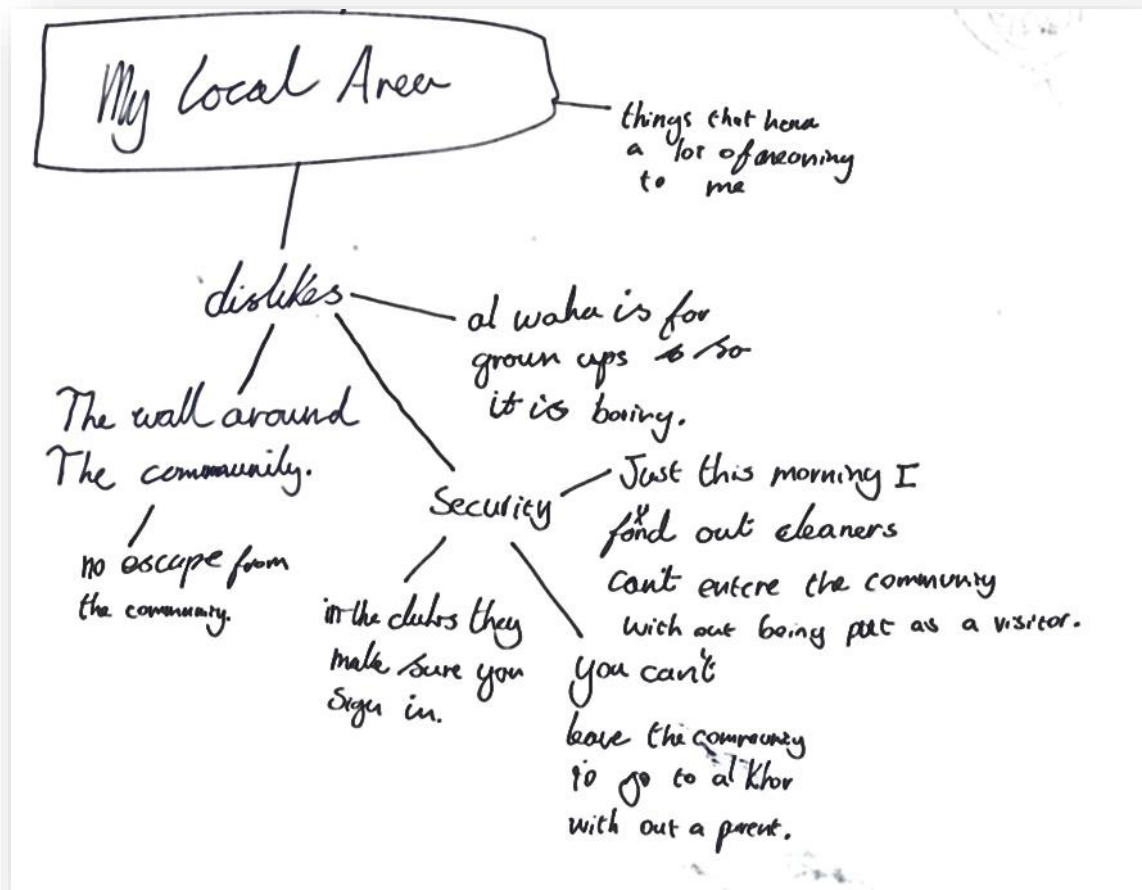 My Local Area
things that have
a lot of meaning
to me
dislikes
al waha is for
grown ups so
it is boring.
The wall around
The community.
no escape from
the community.
Security
Just this morning I
fond out cleaners
can't entere the community
with out being put as a visitor.
in the clubs they
make sure you
sign in.
you can't
leave the community
to go to al Khor
with out a parent.